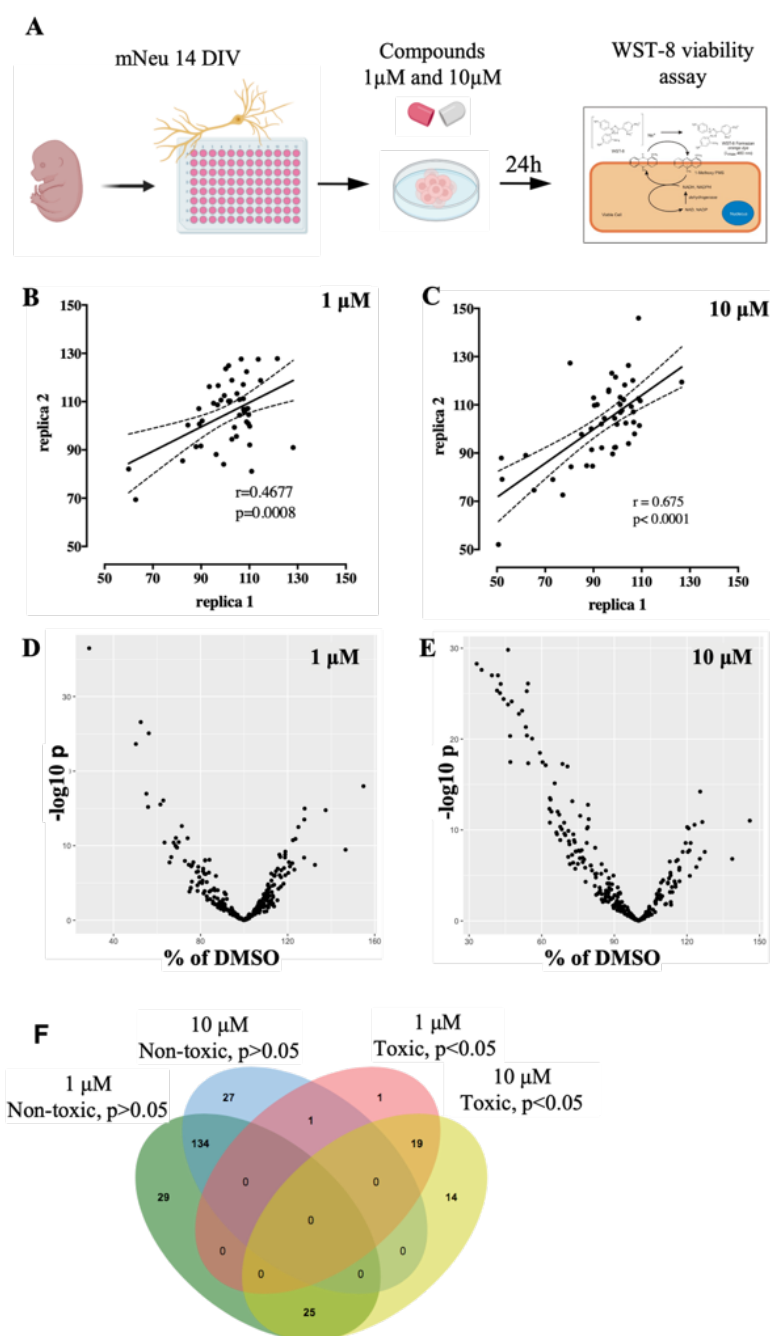 A
mNeu 14 DIV
Compounds
1μM and 10μM
WST-8 viability
assay
24h
B
1 μM
150
130
110
90
70
50
replica 2
r=0.4677
p=0.0008
50 70 90 110 130 150
replica 1
C
10 μM
150
130
110
90
70
50
replica 2
r = 0.675
p< 0.0001
50 70 90 110 130 150
replica 1
D
1 μM
-log10 p
10
0
40 80 120 160
% of DMSO
E
10 μM
30
20
10
0
-log10 p
30 60 90 120 150
% of DMSO
F
10 μM
Non-toxic, p>0.05
1 μM
Toxic, p<0.05
1 μM
Non-toxic, p>0.05
10 μM
Toxic, p<0.05
27
1
1
134
19
29
0
0
14
0
0
0
0
0
25